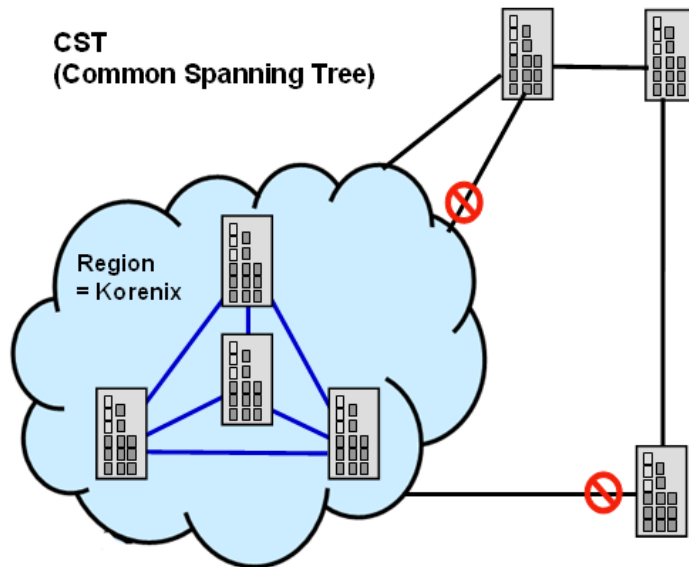 CST
(Common Spanning Tree)
Region
= Korenix